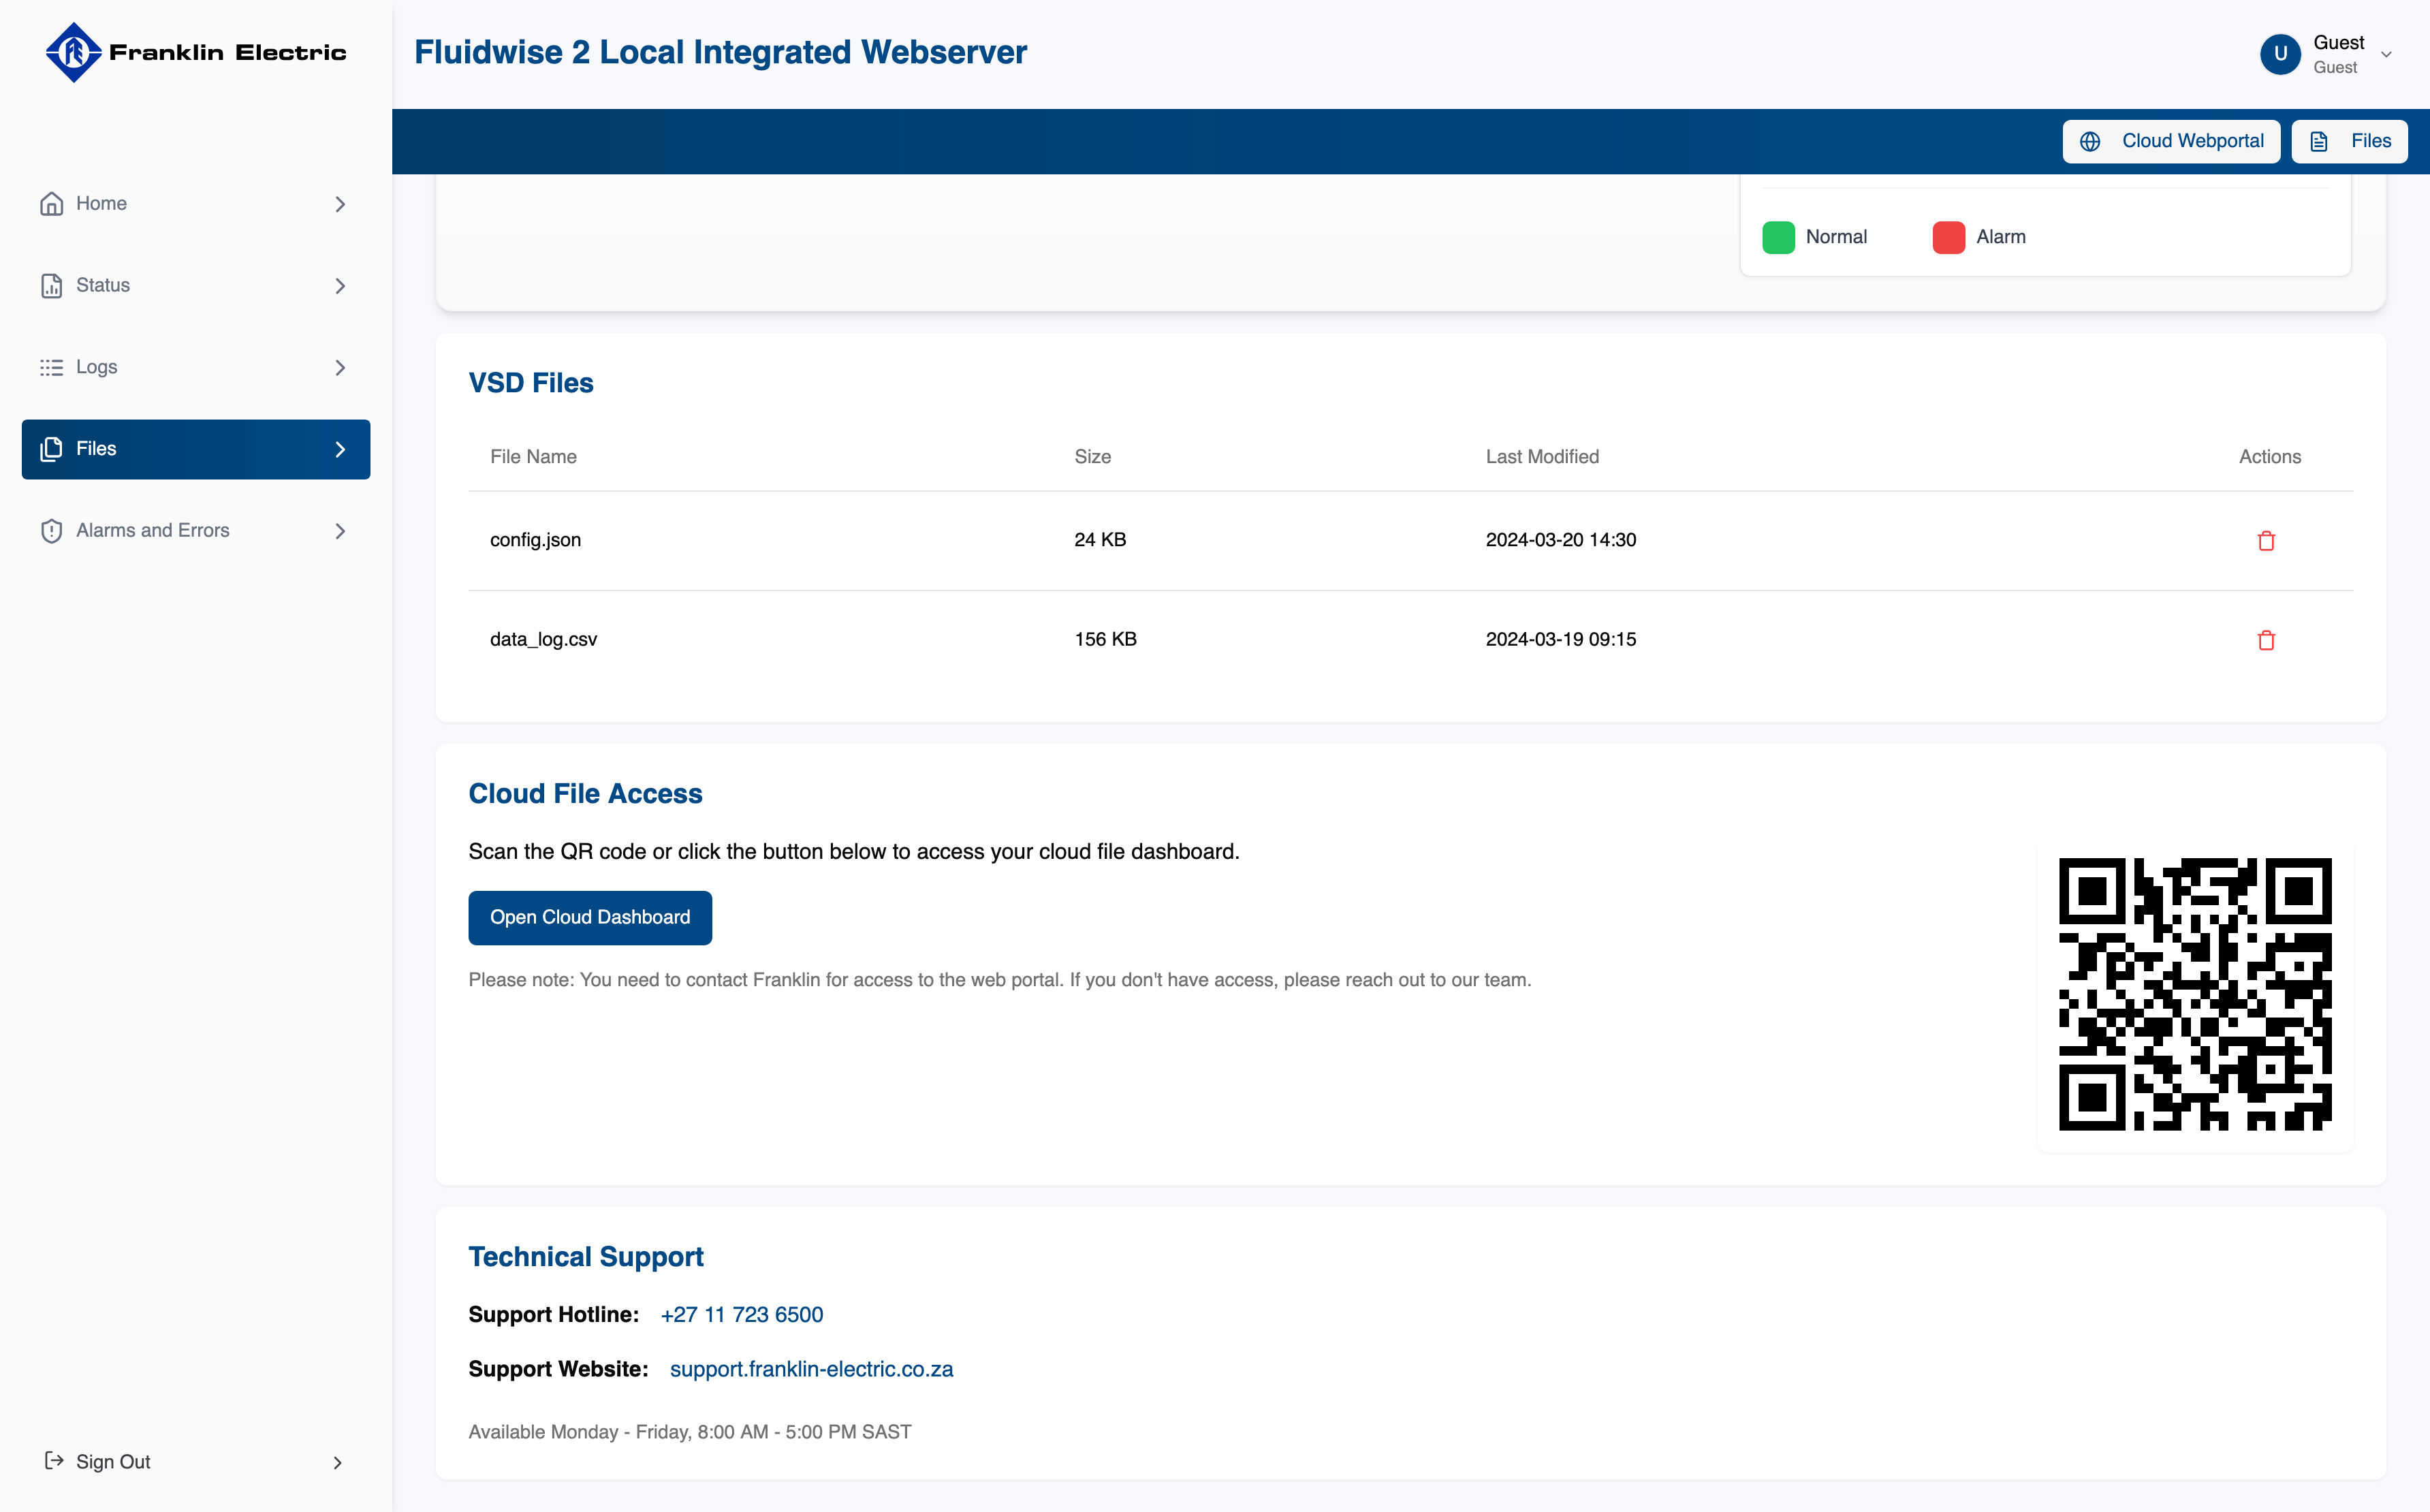 Franklin Electric
Fluidwise 2 Local Integrated Webserver
U
Guest
Guest
Cloud Webportal
Files
Home
Status
Logs
Files
Alarms and Errors
Sign Out
Normal
Alarm
VSD Files
File Name Size Last Modified Actions
config.json 24 KB 2024-03-20 14:30
data_log.csv 156 KB 2024-03-19 09:15
Cloud File Access
Scan the QR code or click the button below to access your cloud file dashboard.
Open Cloud Dashboard
Please note: You need to contact Franklin for access to the web portal. If you don't have access, please reach out to our team.
Technical Support
Support Hotline: +27 11 723 6500
Support Website: support.franklin-electric.co.za
Available Monday - Friday, 8:00 AM - 5:00 PM SAST